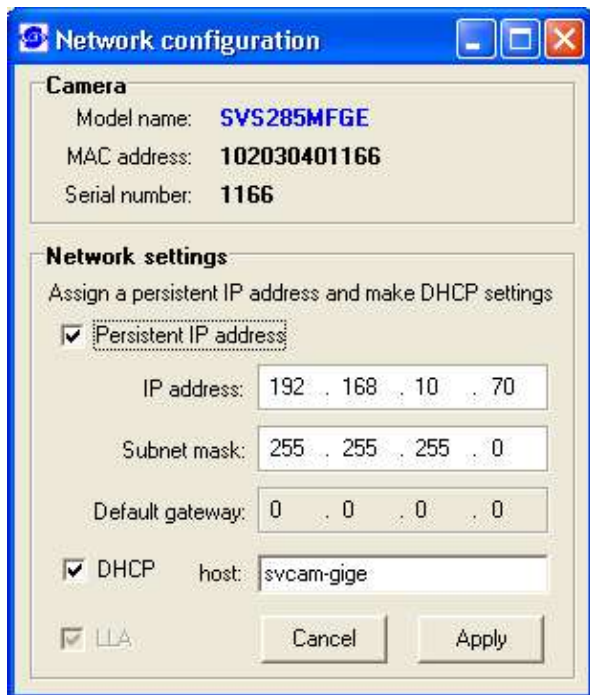 Network configuration
Camera
Model name: SVS285MFGE
MAC address: 102030401166
Serial number: 1166
Network settings
Assign a persistent IP address and make DHCP settings
Persistent IP address
IP address: 192 . 168 . 10 . 70
Subnet mask: 255 . 255 . 255 . 0
Default gateway: 0 . 0 . 0 . 0
DHCP host: svcam-gige
LLA Cancel Apply